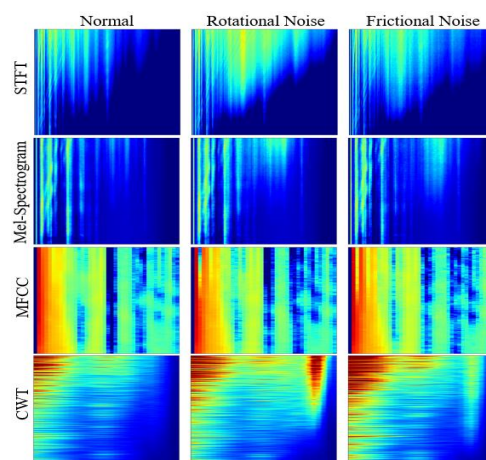 Normal Rotational Noise Frictional Noise
STFT
Mel-Spectrogram
MFCC
CWT